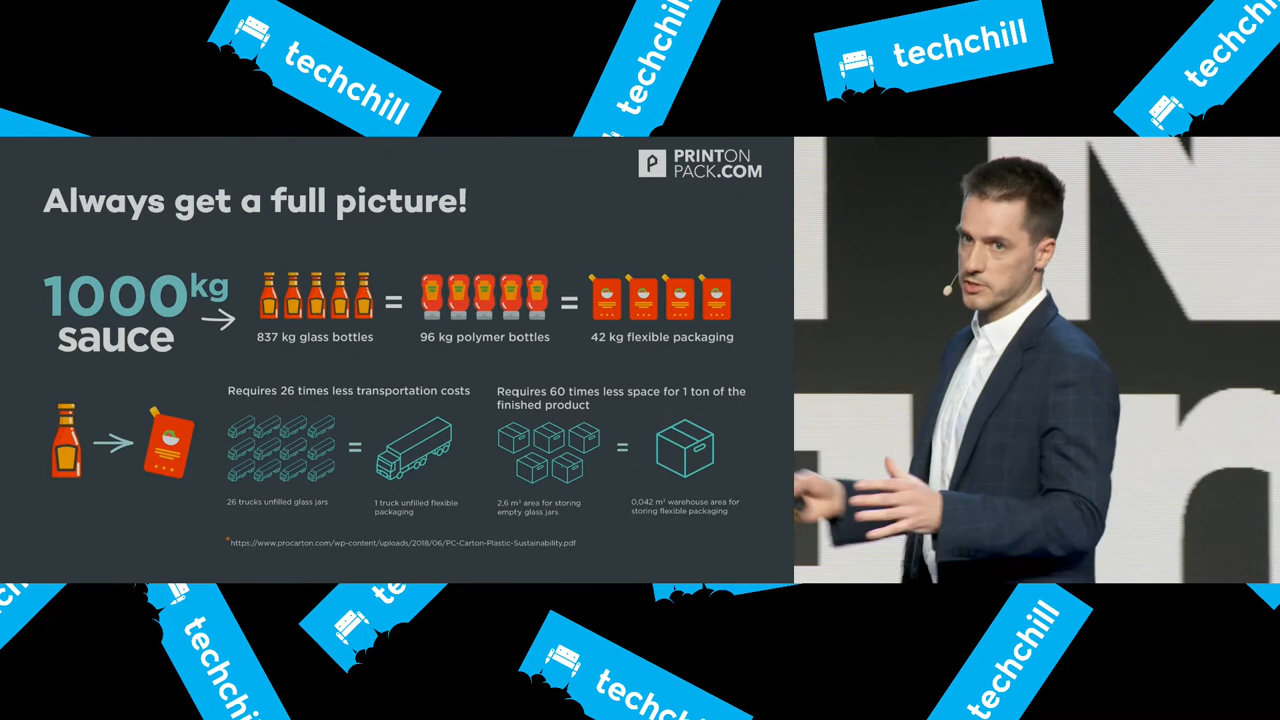 techchill
techchill
techchill
techchill
PRINTON
PACK.COM
Always get a full picture!
1000kg
sauce
837 kg glass bottles
=
96 kg polymer bottles
=
42 kg flexible packaging
Requires 26 times less transportation costs
Requires 60 times less space for 1 ton of the
finished product
=
=
26 trucks unfilled glass jars
1 truck unfilled flexible
packaging
2,6 m³ area for storing
empty glass jars
0,042 m³ warehouse area for
storing flexible packaging
*https://www.procarton.com/wp-content/uploads/2018/06/PC-Carton-Plastic-Sustainability.pdf
techchill
techchill
techchill